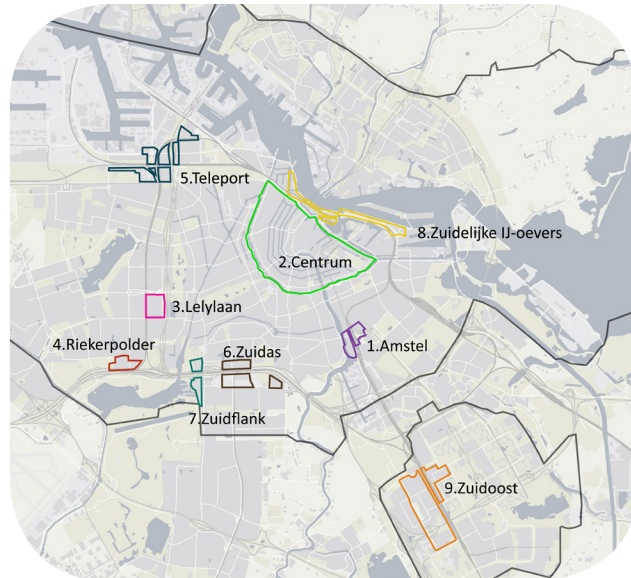 5.Teleport
8.Zuidelijke IJ-oevers
2.Centrum
3.Lelylaan
4.Riekerpolder
6.Zuidas
1.Amstel
7.Zuidflank
9.Zuidoost